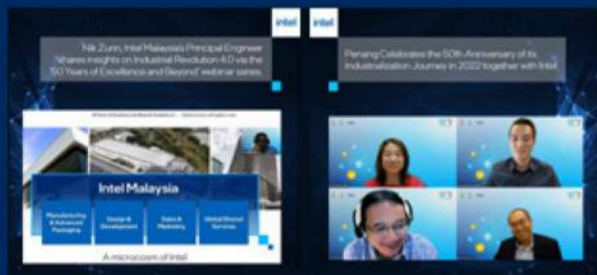 intel
'Nik Zurin, Intel Malaysia's Principal Engineer
shares insights on Industrial Revolution 4.0 via the
'50 Years of Excellence and Beyond' webinar series.
Intel Malaysia
Manufacturing
& Advanced
Packaging
Design &
Development
Sales &
Marketing
Global Shared
Services
A microcosm of Intel
intel
Penang Celebrates the 50th Anniversary of its
Industrialization Journey in 2022 together with Intel